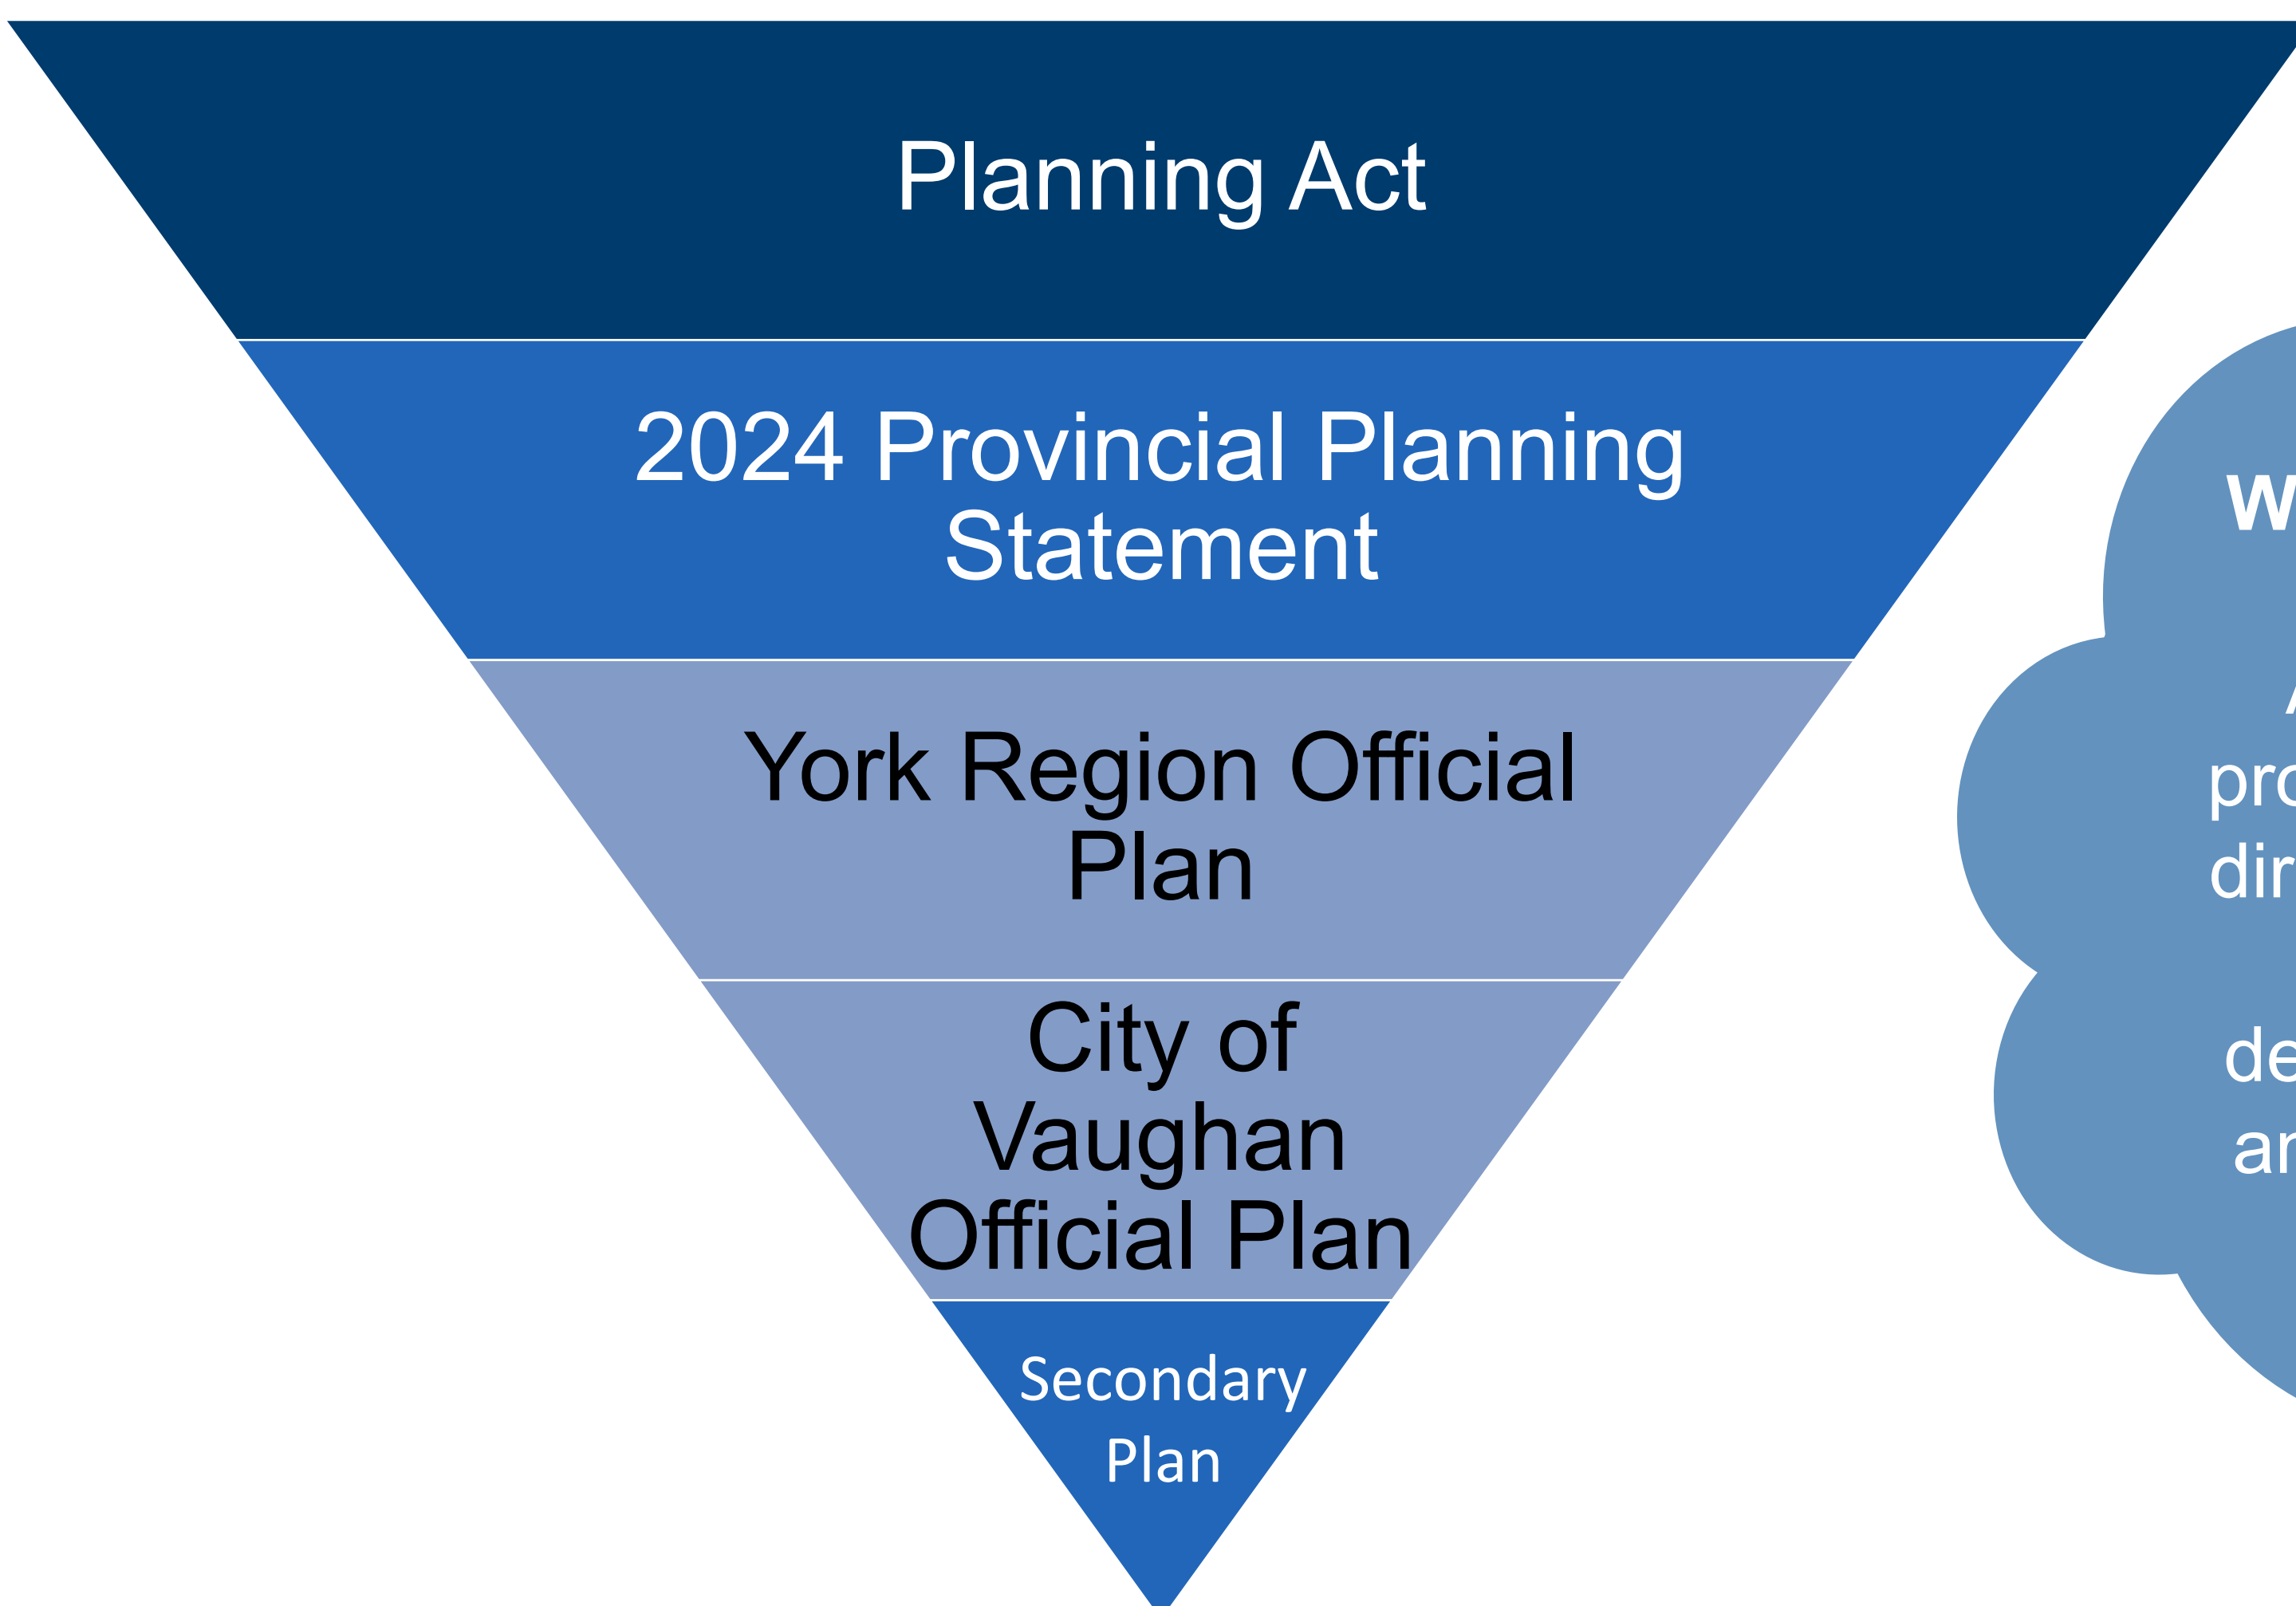 Planning Act
2024 Provincial Planning
Statement
York Region Official
Plan
City of
Vaughan
Official Plan
Secondary
Plan